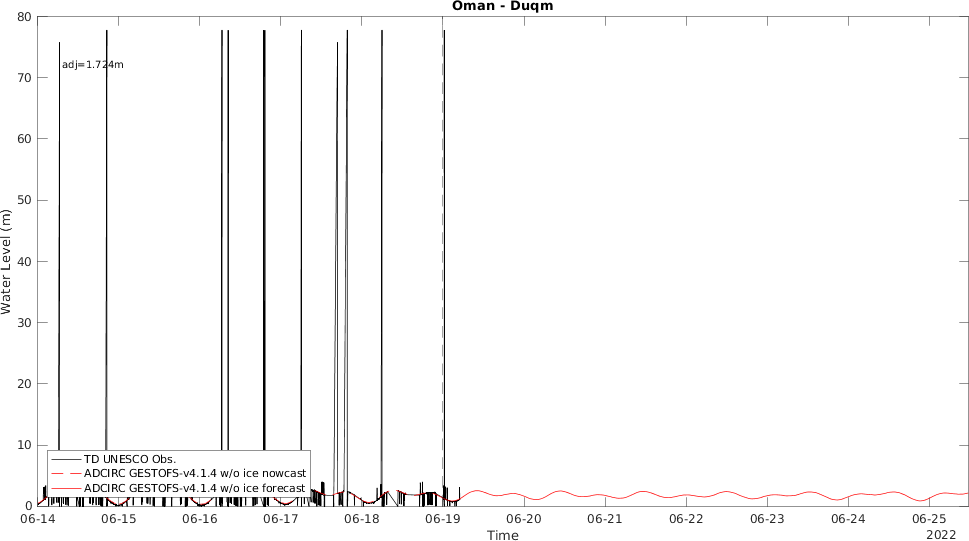 Oman - Duqm
80
70
60
50
40
30
20
10
0
Water Level (m)
adj=1.724m
TD UNESCO Obs.
ADCIRC GESTOFS-v4.1.4 w/o ice nowcast
ADCIRC GESTOFS-v4.1.4 w/o ice forecast
06-14 06-15 06-16 06-17 06-18 06-19 06-20 06-21 06-22 06-23 06-24 06-25
2022
Time